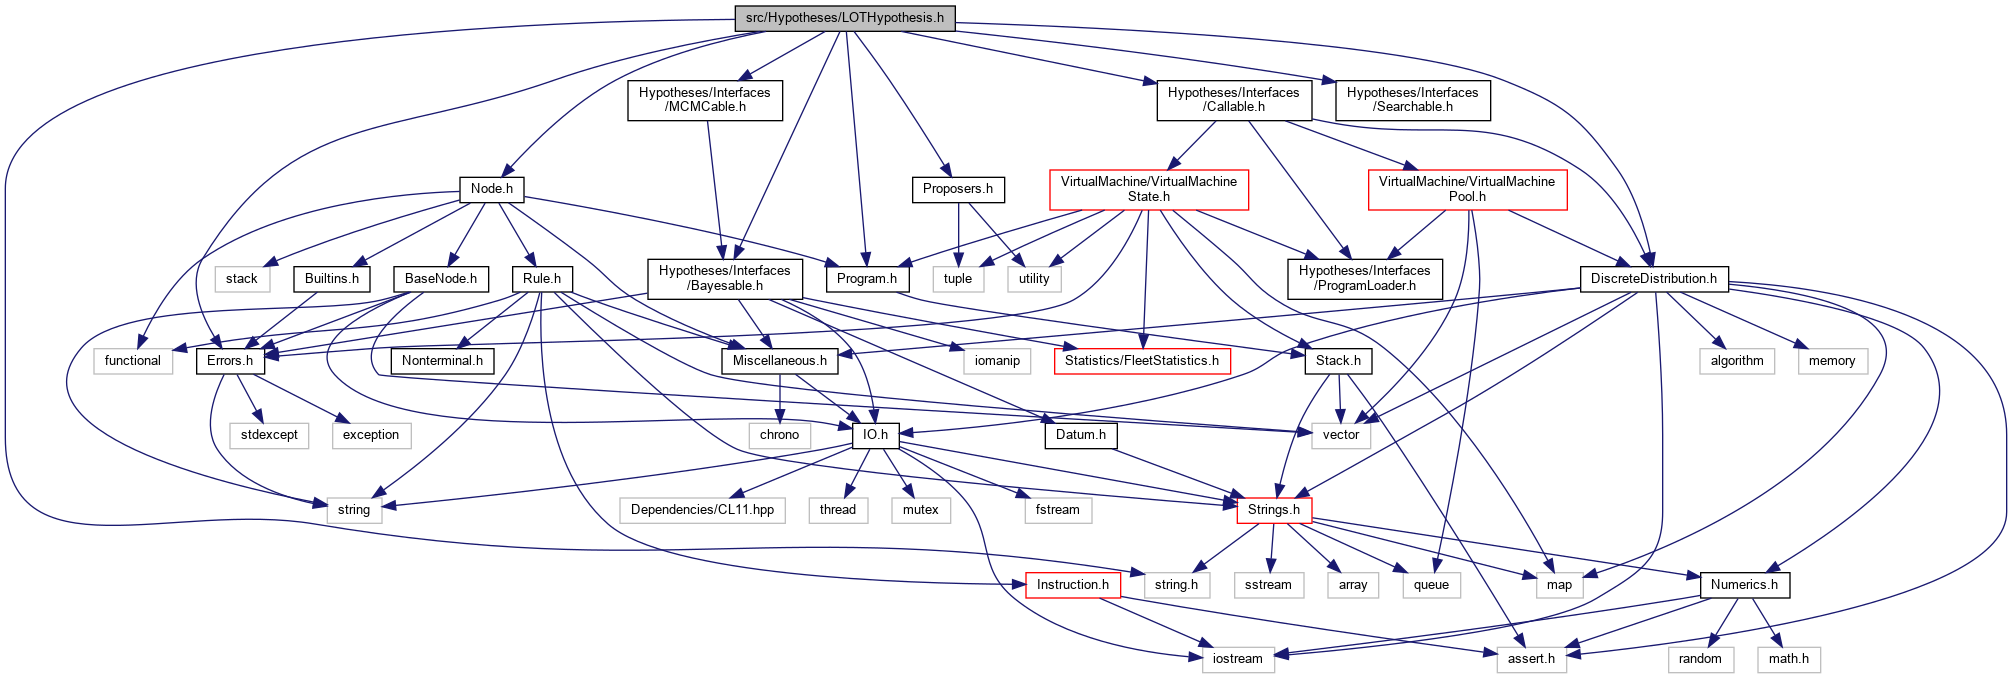 src/Hypotheses/LOTHypothesis.h
Hypotheses/Interfaces
/MCMCable.h
Hypotheses/Interfaces
/Callable.h
Hypotheses/Interfaces
/Searchable.h
Node.h
Proposers.h
VirtualMachine/VirtualMachine
State.h
VirtualMachine/VirtualMachine
Pool.h
stack
Builtins.h
BaseNode.h
Rule.h
Hypotheses/Interfaces
/Bayesable.h
Program.h
tuple
utility
Hypotheses/Interfaces
/ProgramLoader.h
DiscreteDistribution.h
functional
Errors.h
Nonterminal.h
Miscellaneous.h
iomanip
Statistics/FleetStatistics.h
Stack.h
algorithm
memory
stdexcept
exception
chrono
IO.h
Datum.h
vector
string
Dependencies/CL11.hpp
thread
mutex
fstream
Strings.h
Instruction.h
string.h
sstream
array
queue
map
Numerics.h
iostream
assert.h
random
math.h